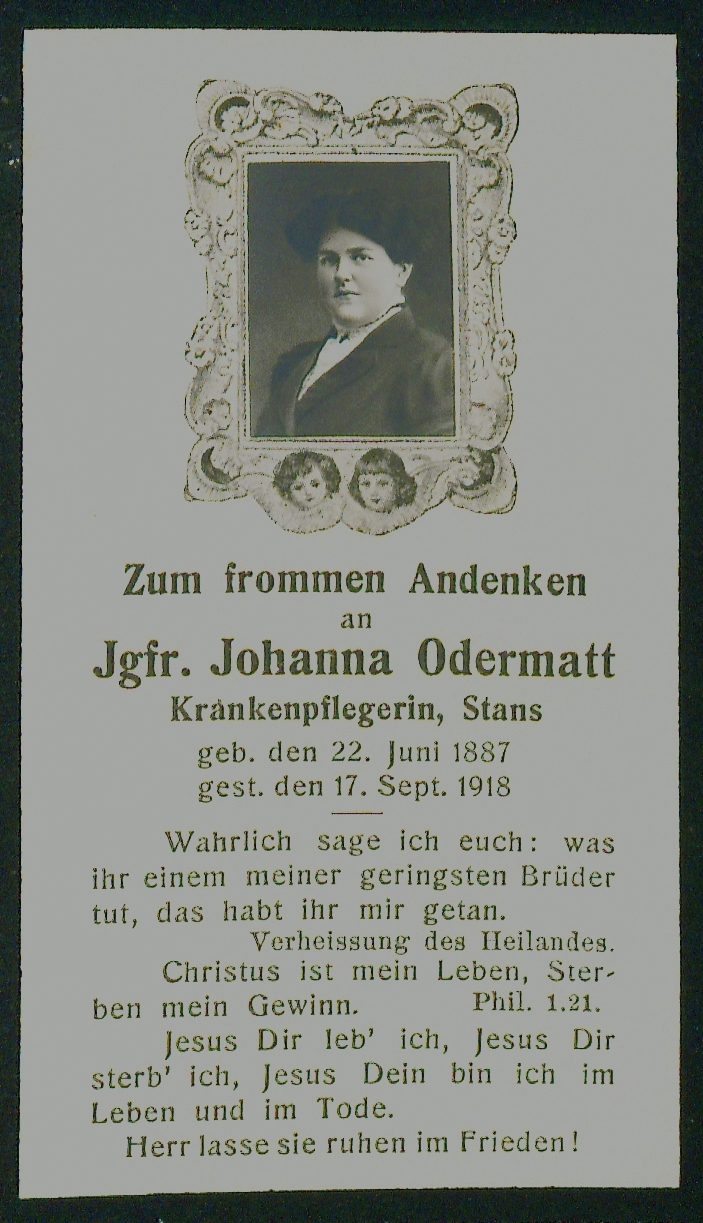 Zum frommen Andenken
an
Jgfr. Johanna Odermatt
Krankenpflegerin, Stans
geb. den 22. Juni 1887
gest. den 17. Sept. 1918
Wahrlich sage ich euch: was
ihr einem meiner geringsten Brüder
tut, das habt ihr mir getan.
Verheissung des Heilandes.
Christus ist mein Leben, Ster-
ben mein Gewinn. Phil. 1.21.
Jesus Dir leb' ich, Jesus Dir
sterb' ich, Jesus Dein bin ich im
Leben und im Tode.
Herr lasse sie ruhen im Frieden!